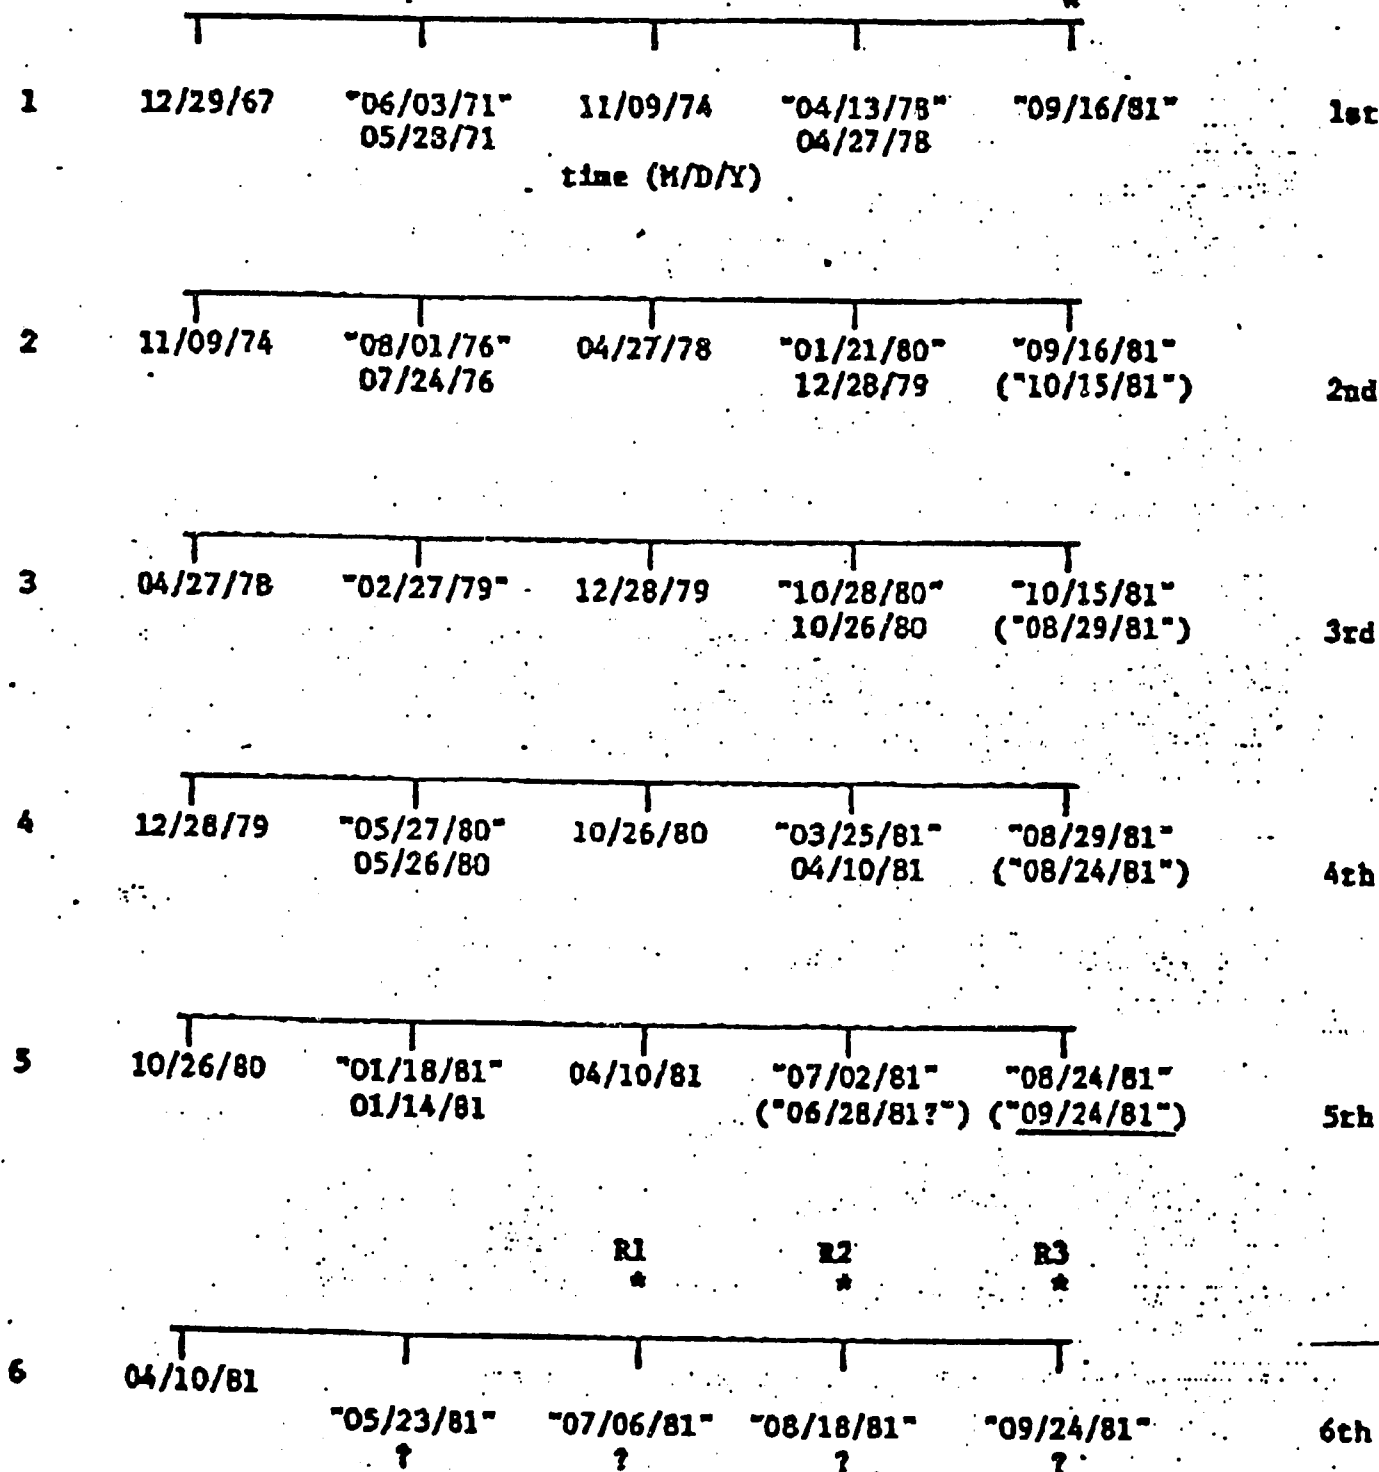 *
1 12/29/67 "06/03/71" 11/09/74 "04/13/78" "09/16/81" 1st
05/28/71 04/27/78
time (M/D/Y)
2 11/09/74 "08/01/76" 04/27/78 "01/21/80" "09/16/81" 2nd
07/24/76 12/28/79 ("10/15/81")
3 04/27/78 "02/27/79" 12/28/79 "10/28/80" "10/15/81" 3rd
10/26/80 ("08/29/81")
4 12/28/79 "05/27/80" 10/26/80 "03/25/81" "08/29/81" 4th
05/26/80 04/10/81 ("08/24/81")
5 10/26/80 "01/18/81" 04/10/81 "07/02/81" "08/24/81" 5th
01/14/81 ("06/28/81?") ("09/24/81")
R1 R2 R3
* * *
6 04/10/81
"05/23/81" "07/06/81" "08/18/81" "09/24/81" 6th
? ? ? ?